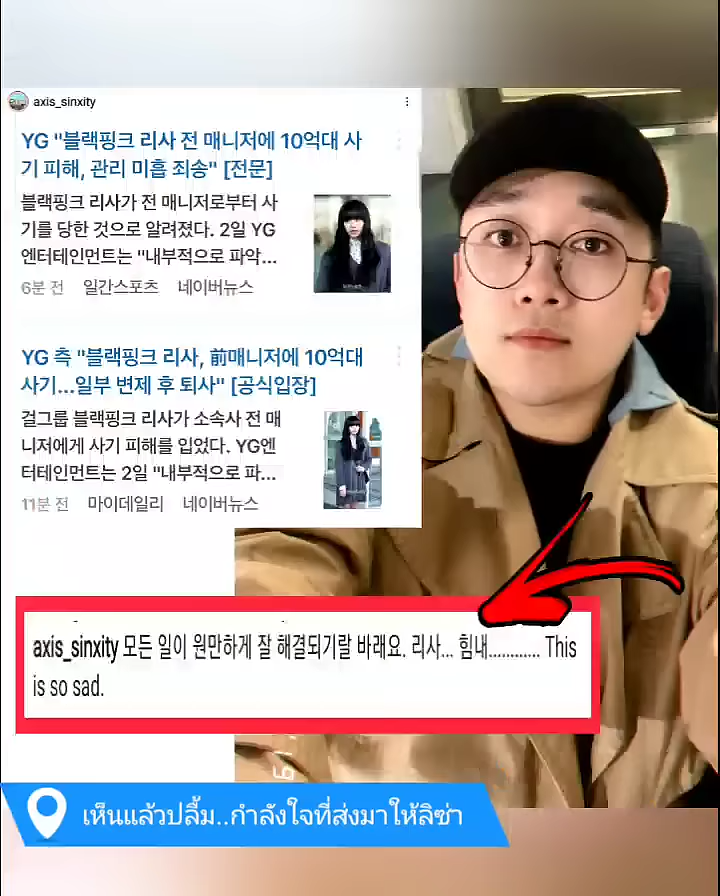 axis_sinxity
YG "블랙핑크 리사 전 매니저에 10억대 사
기 피해, 관리 미흡 죄송" [전문]
블랙핑크 리사가 전 매니저로부터 사
기를 당한 것으로 알려졌다. 2일 YG
엔터테인먼트는 "내부적으로 파악...
6분 전 일간스포츠 네이버뉴스
YG 측 "블랙핑크 리사, 前매니저에 10억대
사기...일부 변제 후 퇴사" [공식입장]
걸그룹 블랙핑크 리사가 소속사 전 매
니저에게 사기 피해를 입었다. YG엔
터테인먼트는 2일 "내부적으로 파...
11분 전 마이데일리 네이버뉴스
axis_sinxity 모든 일이 원만하게 잘 해결되기랄 바래요. 리사... 힘내............ This
is so sad.
เห็นแล้วปลื้ม..กำลังใจที่ส่งมาให้ลิซ่า